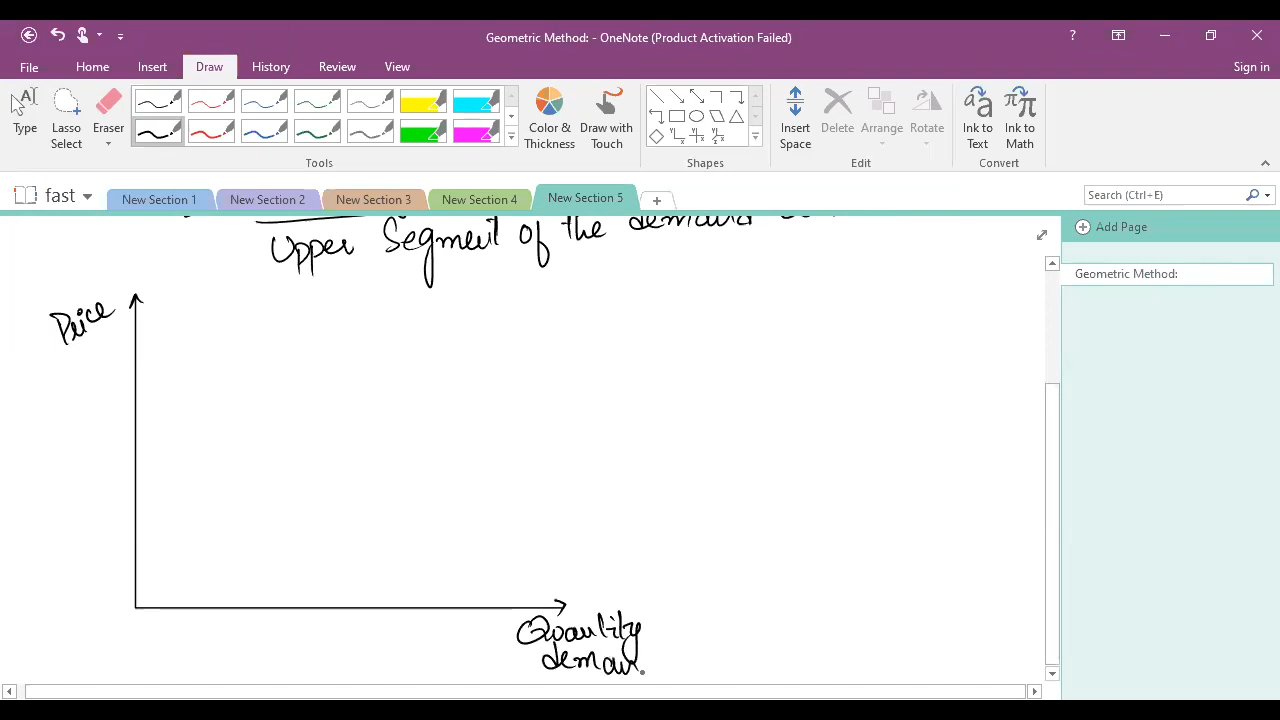 Geometric Method: - OneNote (Product Activation Failed)
?
File Home Insert Draw History Review View Sign in
Type
Lasso Select
Eraser
Color & Thickness
Draw with Touch
Insert Space
Delete
Arrange
Rotate
Ink to Text
Ink to Math
Tools Shapes Edit Convert
fast New Section 1 New Section 2 New Section 3 New Section 4 New Section 5 Search (Ctrl+E)
Add Page
Geometric Method:
Upper Segment of the demand
Price
Quantity
deman